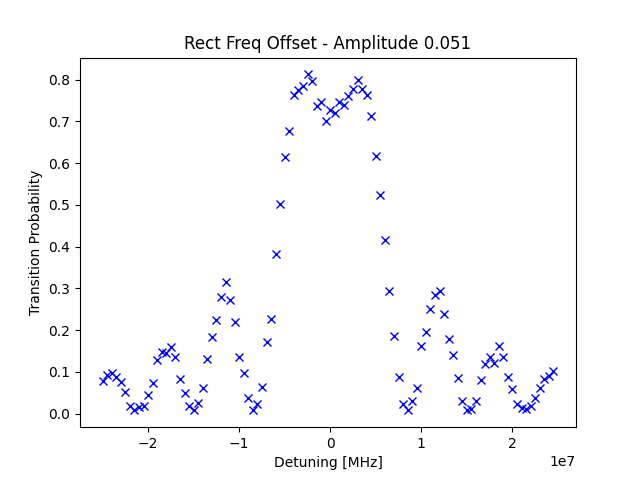 Rect Freq Offset - Amplitude 0.051
Transition Probability
0.8
0.7
0.6
0.5
0.4
0.3
0.2
0.1
0.0
−2 −1 0 1 2
1e7
Detuning [MHz]